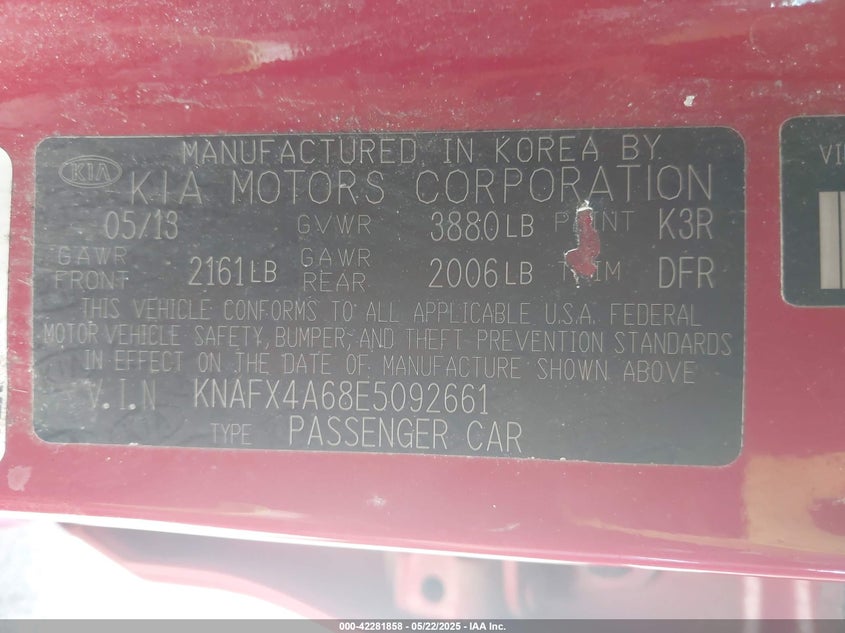 MANUFACTURED IN KOREA BY
KIA KIA MOTORS CORPORATION
05/13 GVWR 3880 LB K3R
GAWR FRONT 2161 LB GAWR REAR 2006 LB DFR
THIS VEHICLE CONFORMS TO ALL APPLICABLE U.S.A. FEDERAL
MOTOR VEHICLE SAFETY, BUMPER, AND THEFT PREVENTION STANDARDS
IN EFFECT ON THE DATE OF MANUFACTURE SHOWN ABOVE
V.I.N KNAFX4A68E5092661
TYPE PASSENGER CAR
000-42281858 - 05/22/2025 - IAA Inc.